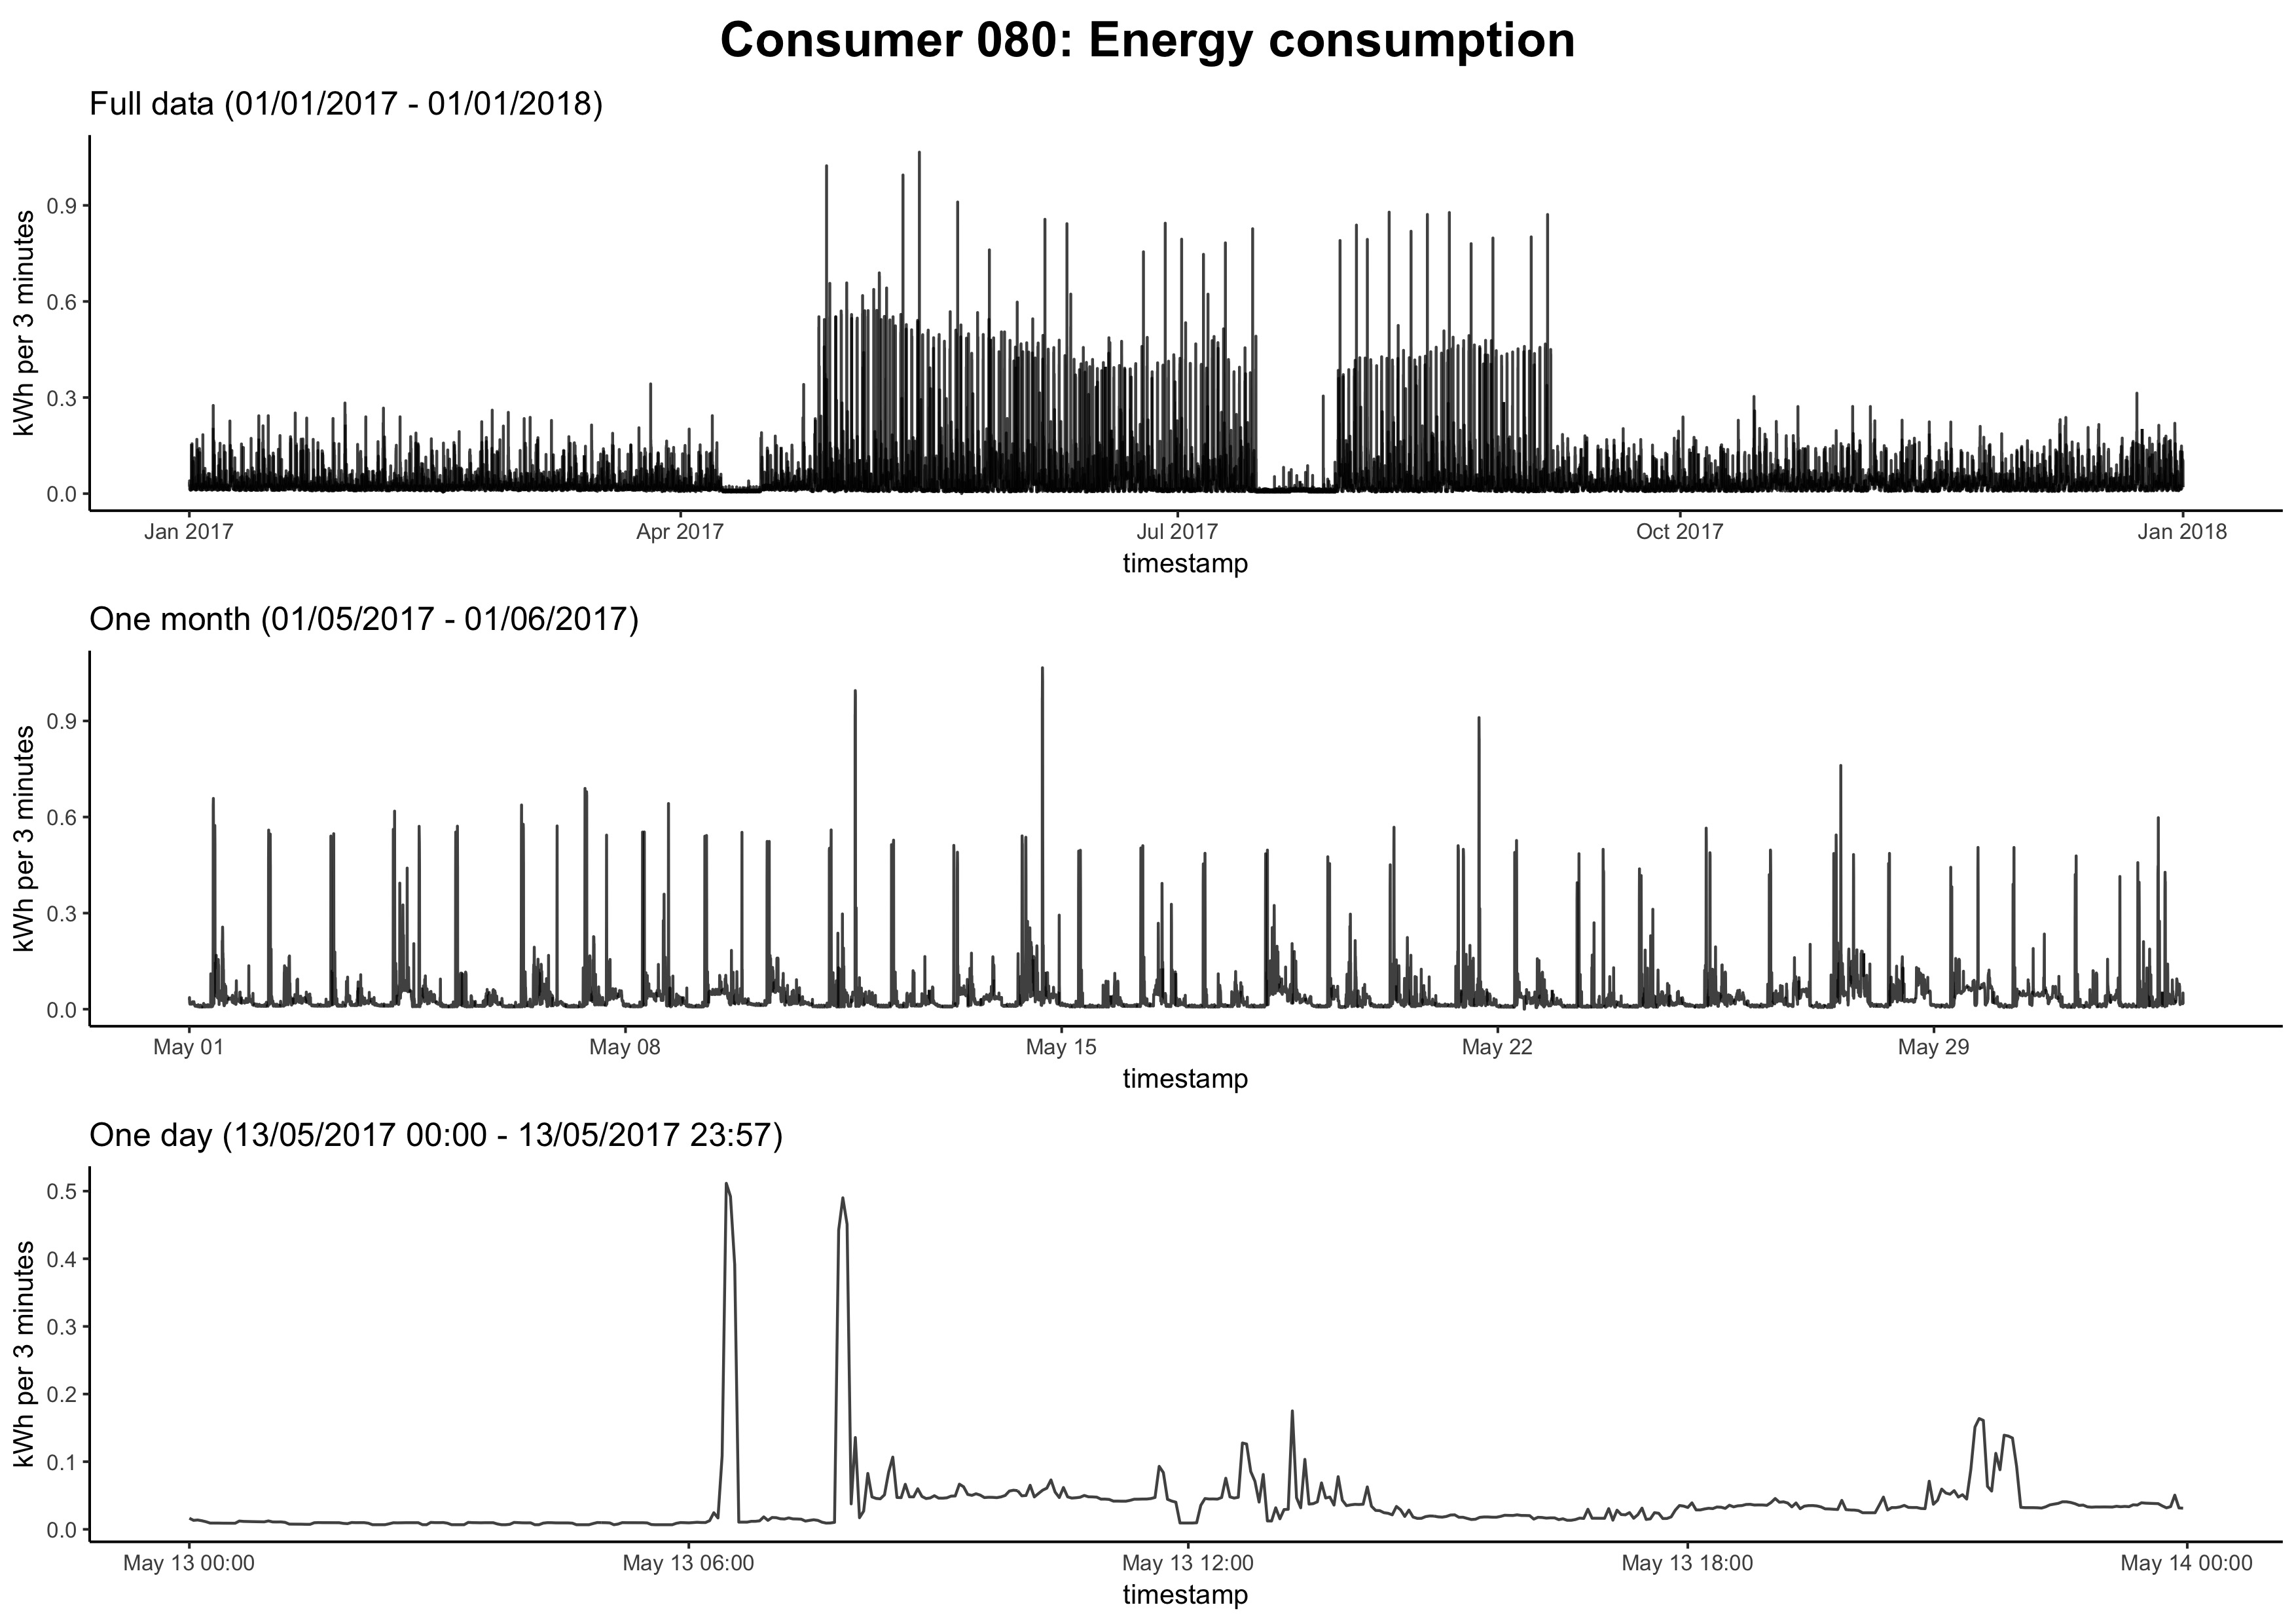 Consumer 080: Energy consumption
Full data (01/01/2017 - 01/01/2018)
kWh per 3 minutes
0.9
0.6
0.3
0.0
Jan 2017 Apr 2017 Jul 2017 Oct 2017 Jan 2018
timestamp
One month (01/05/2017 - 01/06/2017)
kWh per 3 minutes
0.9
0.6
0.3
0.0
May 01 May 08 May 15 May 22 May 29
timestamp
One day (13/05/2017 00:00 - 13/05/2017 23:57)
kWh per 3 minutes
0.5
0.4
0.3
0.2
0.1
0.0
May 13 00:00 May 13 06:00 May 13 12:00 May 13 18:00 May 14 00:00
timestamp